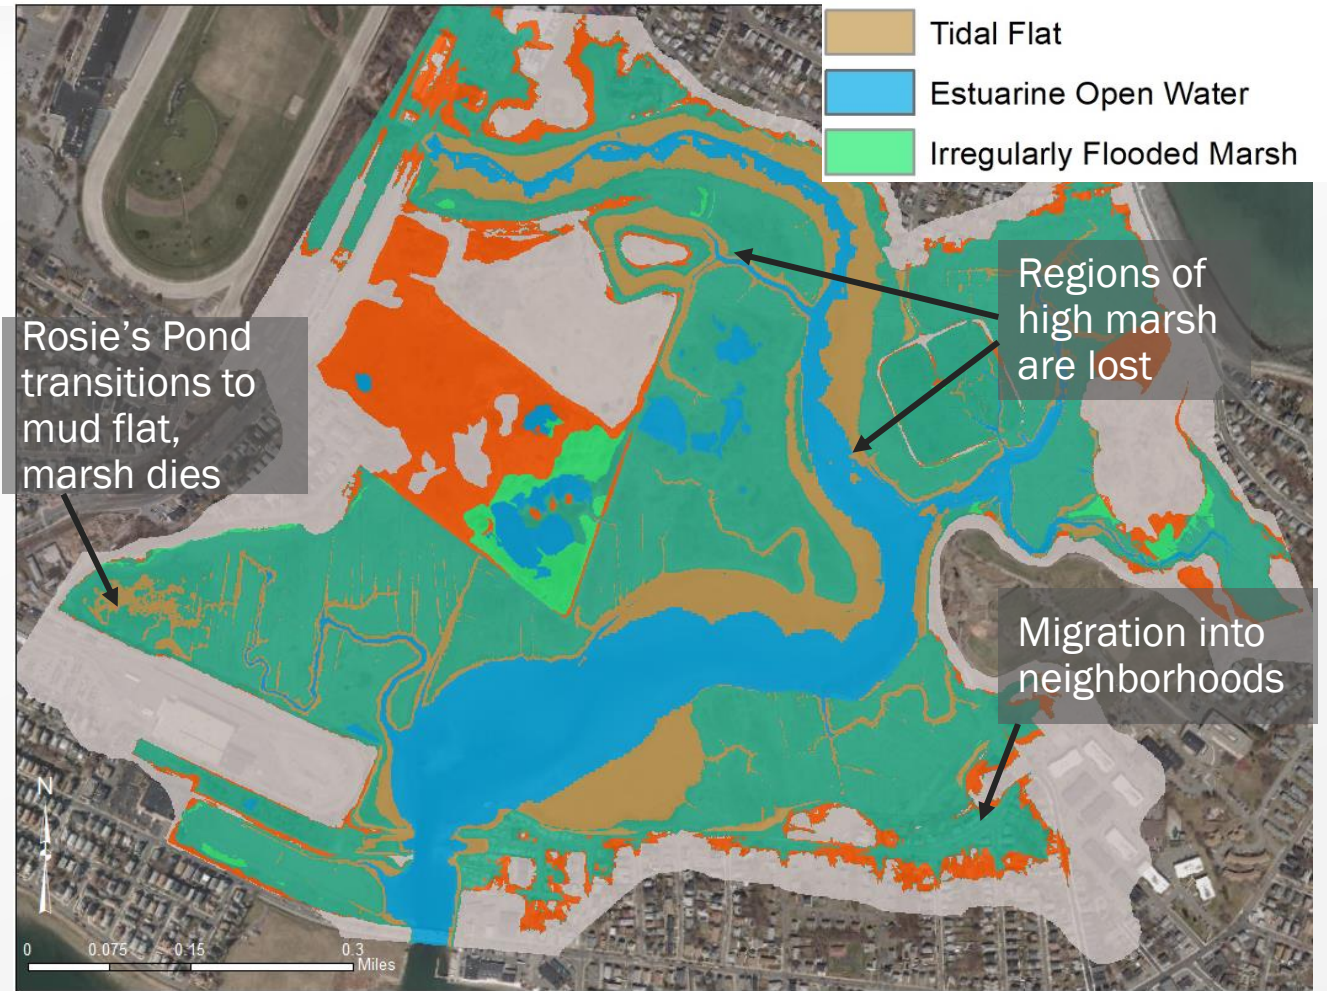 Tidal Flat
Estuarine Open Water
Irregularly Flooded Marsh
Regions of
high marsh
are lost
Rosie's Pond
transitions to
mud flat,
marsh dies
Migration into
neighborhoods
N
0 0.075 0.15 0.3
Miles